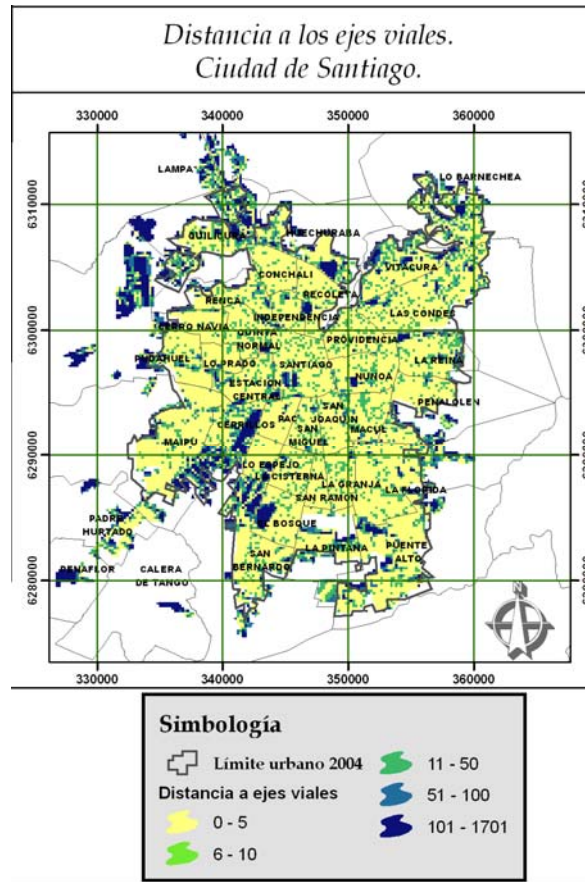 Distancia a los ejes viales.
Ciudad de Santiago.
330000 340000 350000 360000
LAMPA
LO BARNECHEA
6310000
QUILICURA
HUECHURABA
CONCHALI
VITACURA
RENCA
RECOLETA
LAS CONDES
INDEPENDENCIA
6300000
CERRO NAVIA
QUINTA
NORMAL
PROVIDENCIA
PUDAHUEL
LO PRADO
SANTIAGO
LA REINA
ESTACION
CENTRAL
ÑUÑOA
PEÑALOLEN
CERRILLOS
PAC
SAN
JOAQUIN
MACUL
MAIPU
SAN
MIGUEL
6290000
LO ESPEJO
LA CISTERNA
LA GRANJA
SAN RAMON
LA FLORIDA
PADRE
HURTADO
EL BOSQUE
LA PINTANA
PUENTE
ALTO
SAN
BERNARDO
PEÑAFLOR
CALERA
DE TANGO
6280000
N
330000 340000 350000 360000
Simbología
Límite urbano 2004
Distancia a ejes viales
0 - 5
6 - 10
11 - 50
51 - 100
101 - 1701